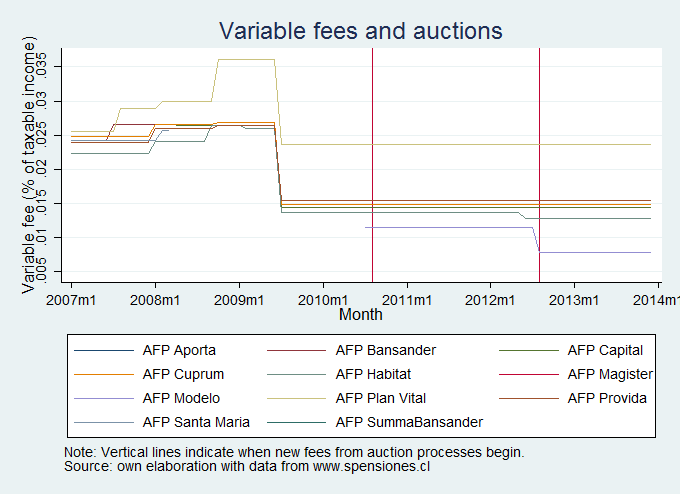 Variable fees and auctions
Variable fee (% of taxable income)
.035
.03
.025
.02
.015
.01
.005
2007m1 2008m1 2009m1 2010m1 2011m1 2012m1 2013m1 2014m1
Month
AFP Aporta AFP Bansander AFP Capital
AFP Cuprum AFP Habitat AFP Magister
AFP Modelo AFP Plan Vital AFP Provida
AFP Santa Maria AFP SummaBansander
Note: Vertical lines indicate when new fees from auction processes begin.
Source: own elaboration with data from www.spensiones.cl